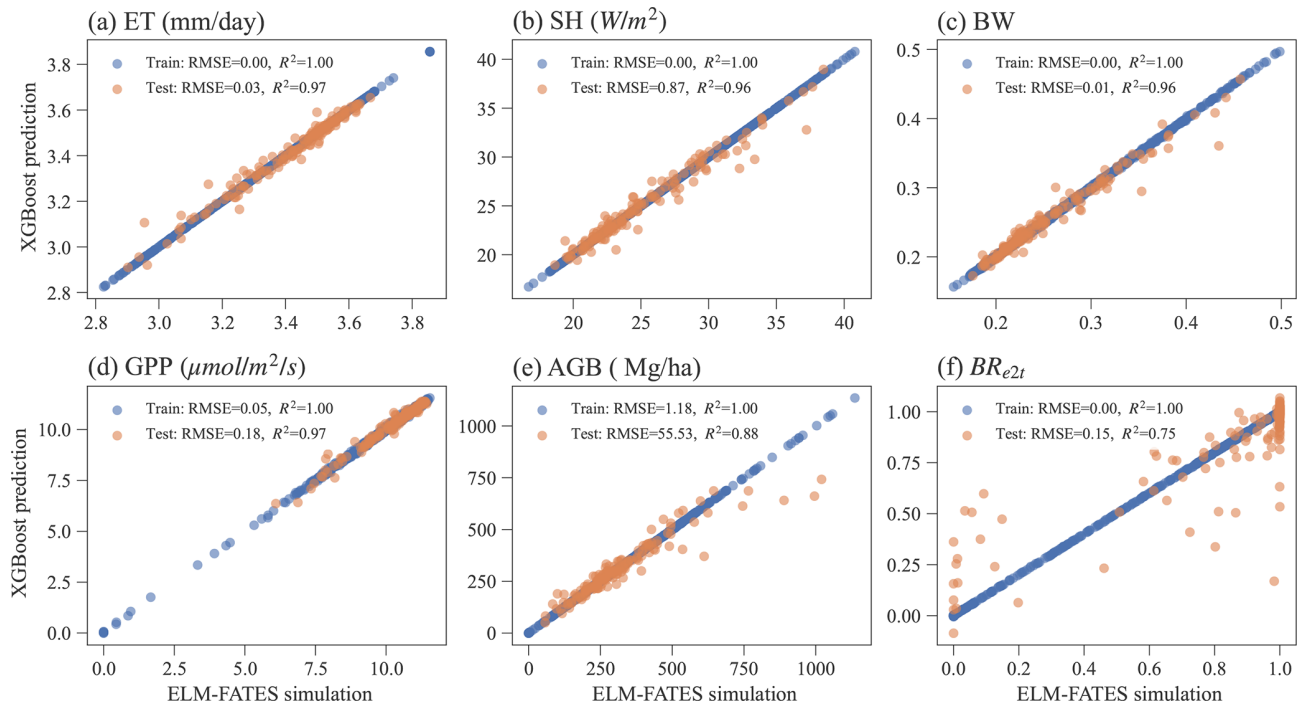 (a) ET (mm/day)
Train: RMSE=0.00, R²=1.00
Test: RMSE=0.03, R²=0.97
XGBoost prediction
3.8
3.6
3.4
3.2
3.0
2.8
2.8 3.0 3.2 3.4 3.6 3.8
(b) SH (W/m²)
Train: RMSE=0.00, R²=1.00
Test: RMSE=0.87, R²=0.96
40
35
30
25
20
20 25 30 35 40
(c) BW
Train: RMSE=0.00, R²=1.00
Test: RMSE=0.01, R²=0.96
0.5
0.4
0.3
0.2
0.2 0.3 0.4 0.5
(d) GPP (μmol/m²/s)
Train: RMSE=0.05, R²=1.00
Test: RMSE=0.18, R²=0.97
XGBoost prediction
10.0
7.5
5.0
2.5
0.0
0.0 2.5 5.0 7.5 10.0
ELM-FATES simulation
(e) AGB ( Mg/ha)
Train: RMSE=1.18, R²=1.00
Test: RMSE=55.53, R²=0.88
1000
750
500
250
0
0 250 500 750 1000
ELM-FATES simulation
(f) BRe2t
Train: RMSE=0.00, R²=1.00
Test: RMSE=0.15, R²=0.75
1.00
0.75
0.50
0.25
0.00
0.0 0.2 0.4 0.6 0.8 1.0
ELM-FATES simulation